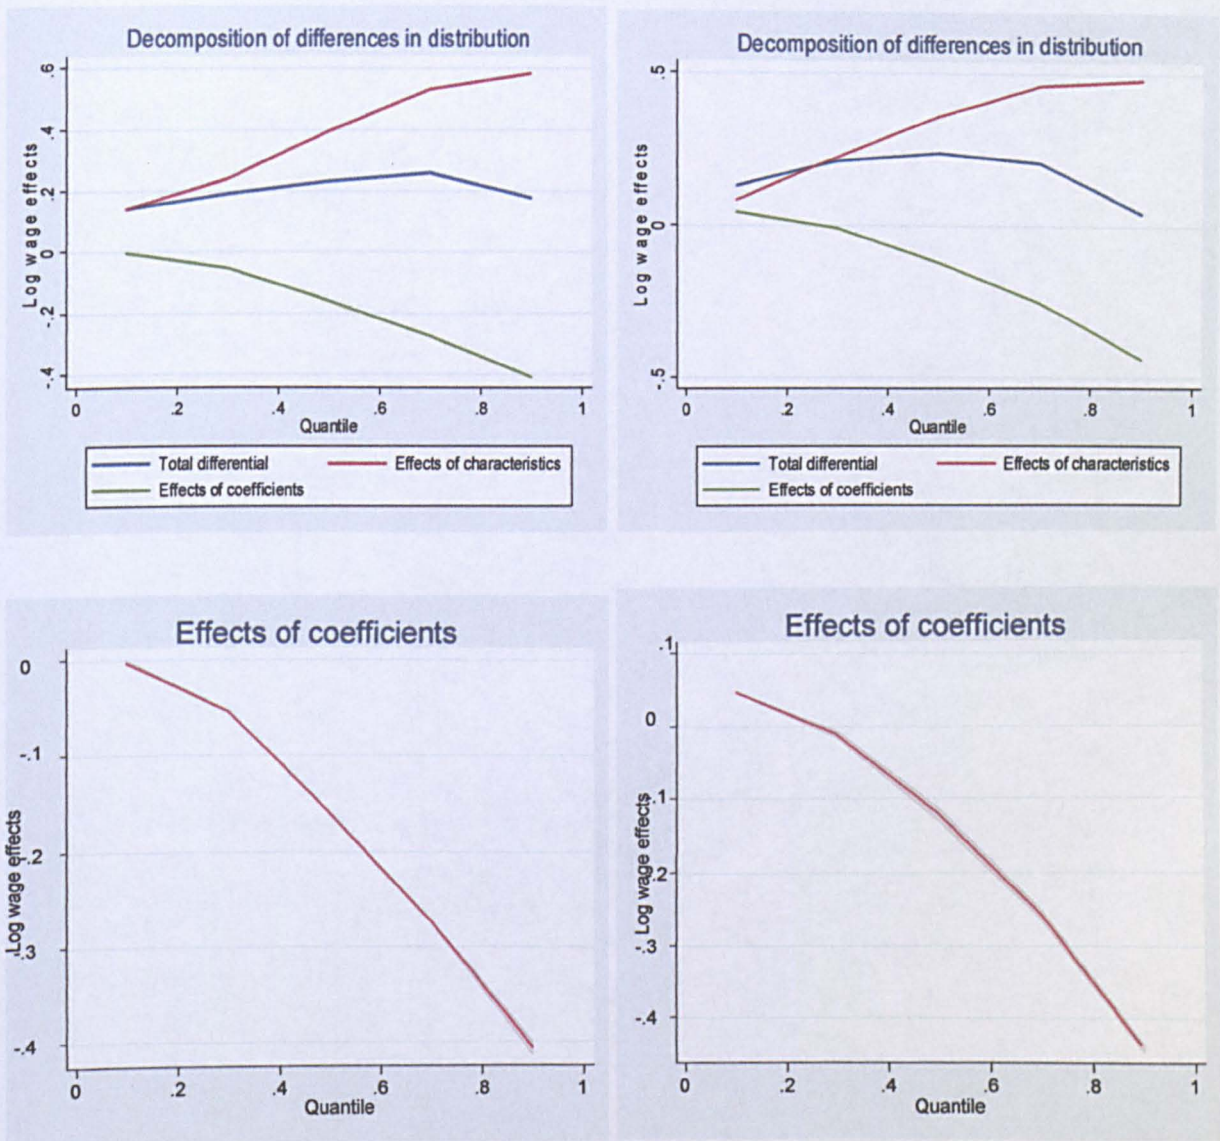 Decomposition of differences in distribution
.6
.4
.2
0
-.2
-.4
Log wage effects
0 .2 .4 .6 .8 1
Quantile
Total differential Effects of characteristics
Effects of coefficients
Decomposition of differences in distribution
.5
0
-.5
Log wage effects
0 .2 .4 .6 .8 1
Quantile
Total differential Effects of characteristics
Effects of coefficients
Effects of coefficients
0
-.1
-.2
-.3
-.4
Log wage effects
0 .2 .4 .6 .8 1
Quantile
Effects of coefficients
.1
0
-.1
-.2
-.3
-.4
Log wage effects
0 .2 .4 .6 .8 1
Quantile